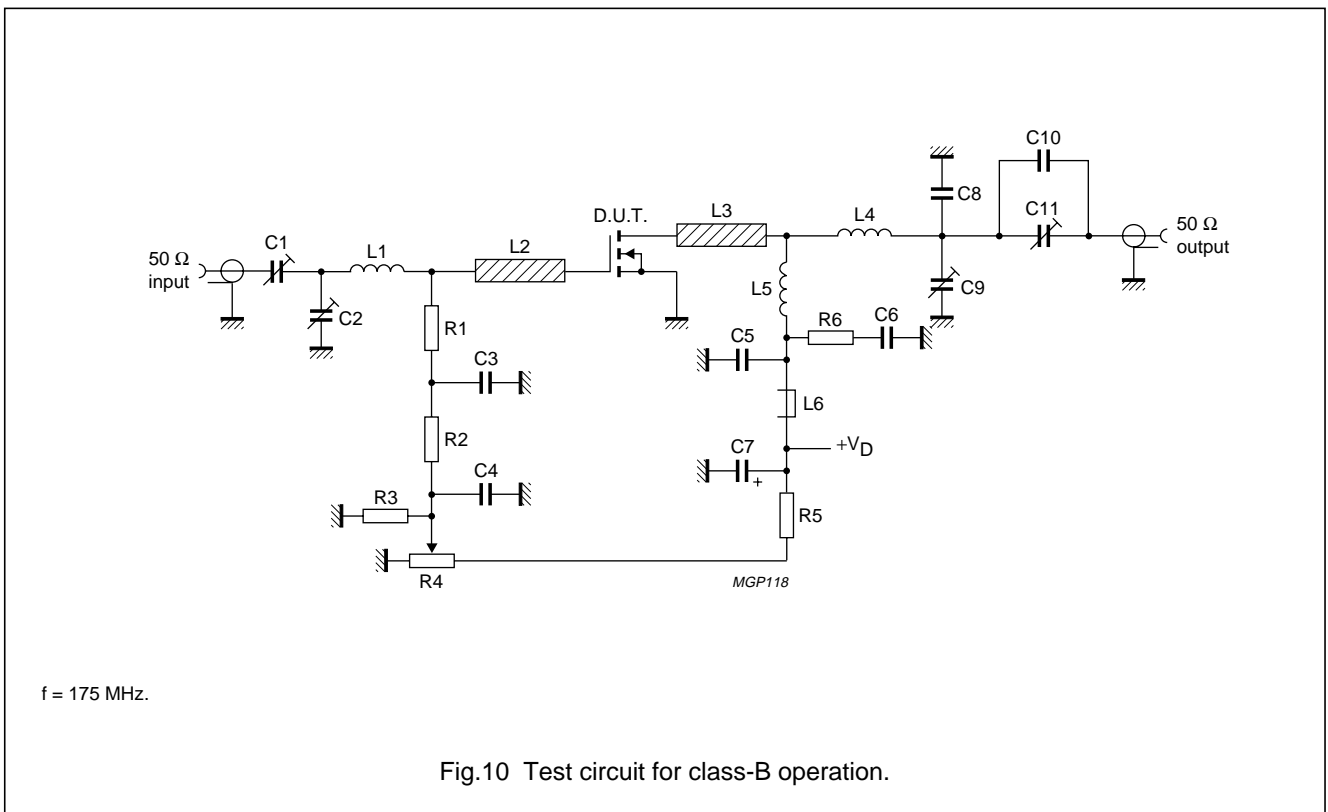 C10
C8
D.U.T.
L3
L4
C11
50 Ω
output
C1
L1
L2
50 Ω
input
C2
L5
C9
R1
R6
C6
C5
C3
L6
R2
C7
+VD
C4
+
R3
R5
R4
MGP118
f = 175 MHz.
Fig.10 Test circuit for class-B operation.